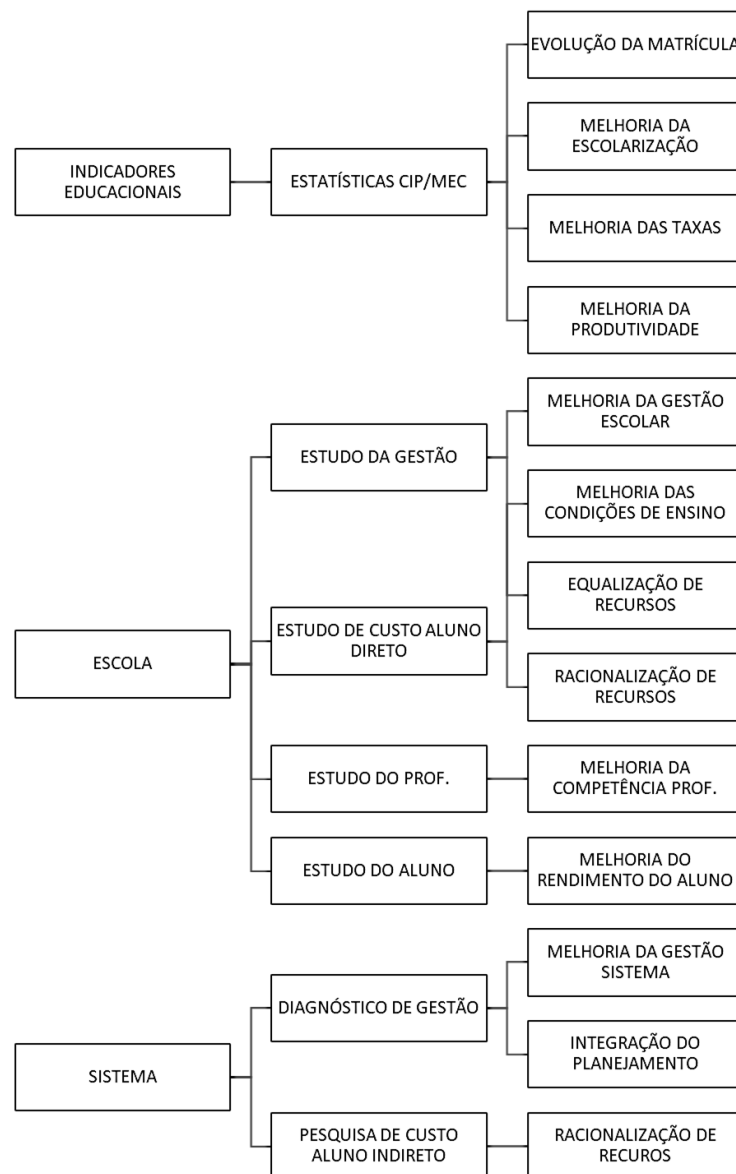 EVOLUÇÃO DA MATRÍCULA
MELHORIA DA
ESCOLARIZAÇÃO
INDICADORES
EDUCACIONAIS
ESTATÍSTICAS CIP/MEC
MELHORIA DAS TAXAS
MELHORIA DA
PRODUTIVIDADE
MELHORIA DA GESTÃO
ESCOLAR
ESTUDO DA GESTÃO
MELHORIA DAS
CONDIÇÕES DE ENSINO
EQUALIZAÇÃO DE
RECURSOS
ESCOLA
ESTUDO DE CUSTO ALUNO
DIRETO
RACIONALIZAÇÃO DE
RECURSOS
ESTUDO DO PROF.
MELHORIA DA
COMPETÊNCIA PROF.
ESTUDO DO ALUNO
MELHORIA DO
RENDIMENTO DO ALUNO
MELHORIA DA GESTÃO
SISTEMA
DIAGNÓSTICO DE GESTÃO
INTEGRAÇÃO DO
PLANEJAMENTO
SISTEMA
PESQUISA DE CUSTO
ALUNO INDIRETO
RACIONALIZAÇÃO DE
RECUROS